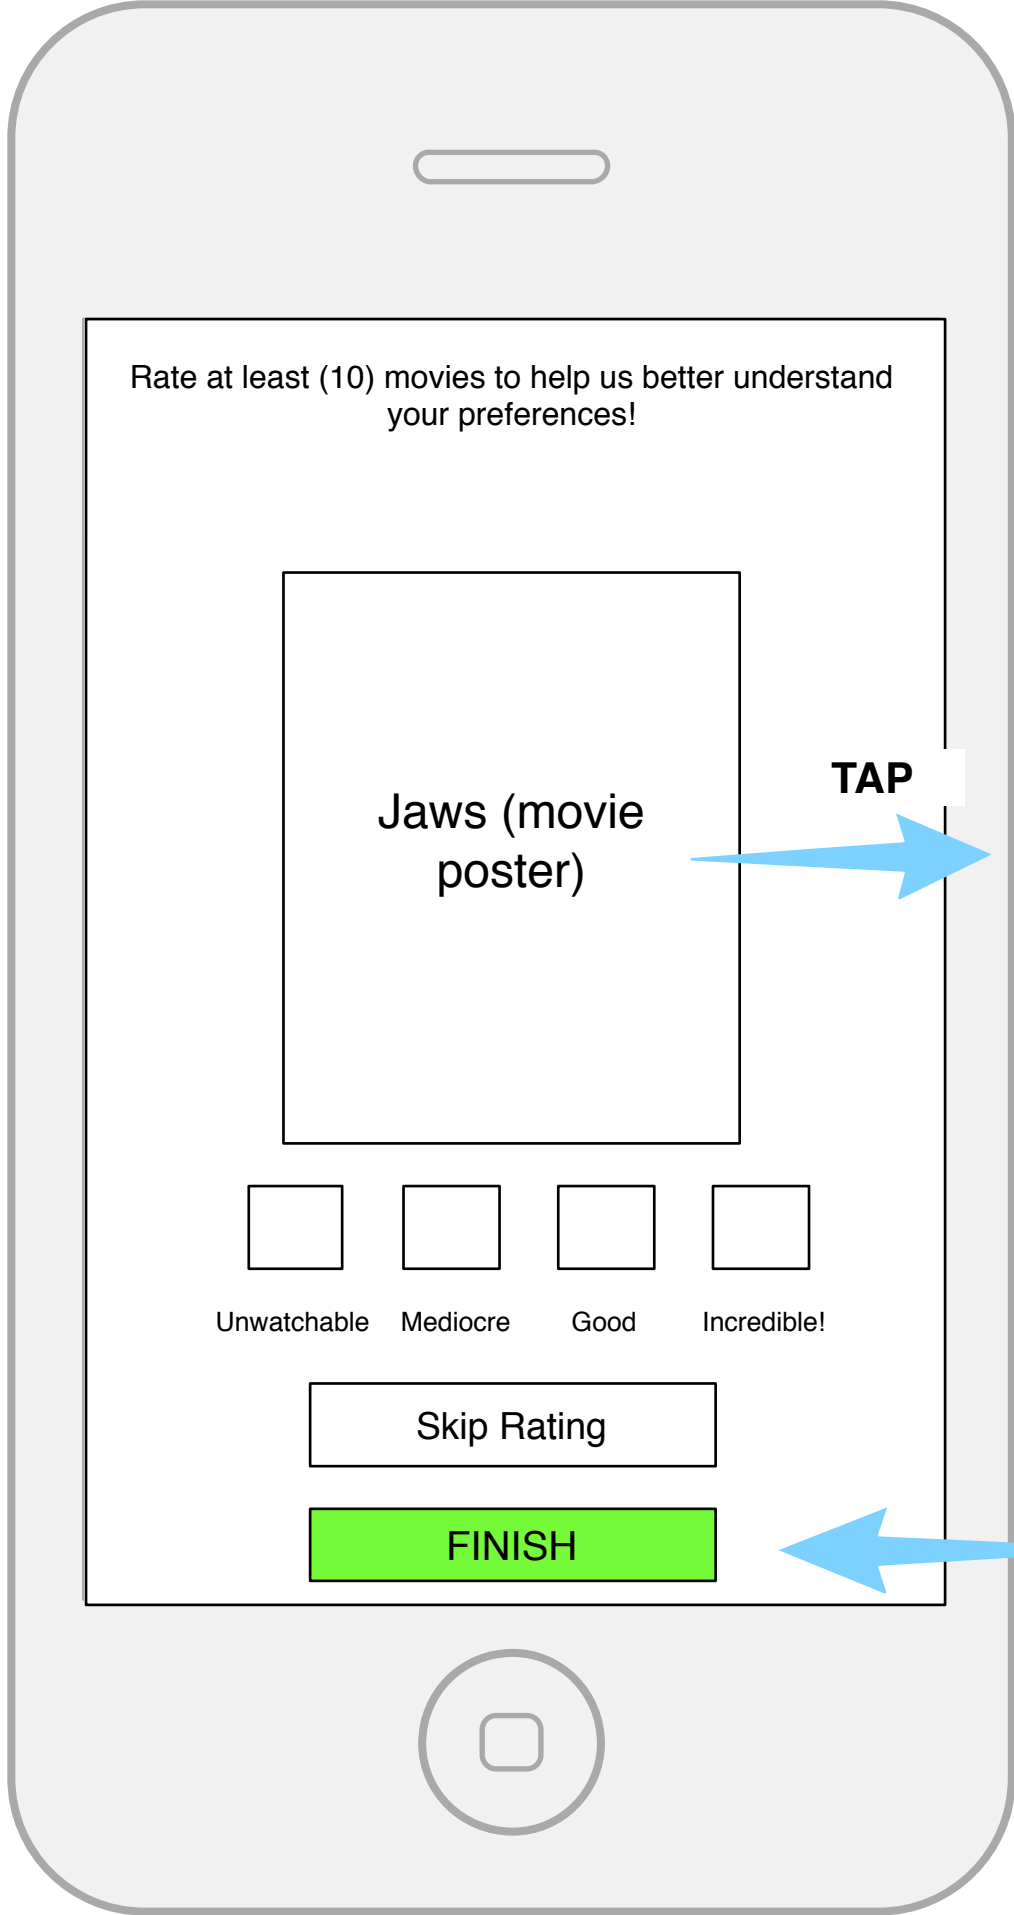 Rate at least (10) movies to help us better understand
your preferences!
Jaws (movie
poster)
TAP
Unwatchable Mediocre Good Incredible!
Skip Rating
FINISH